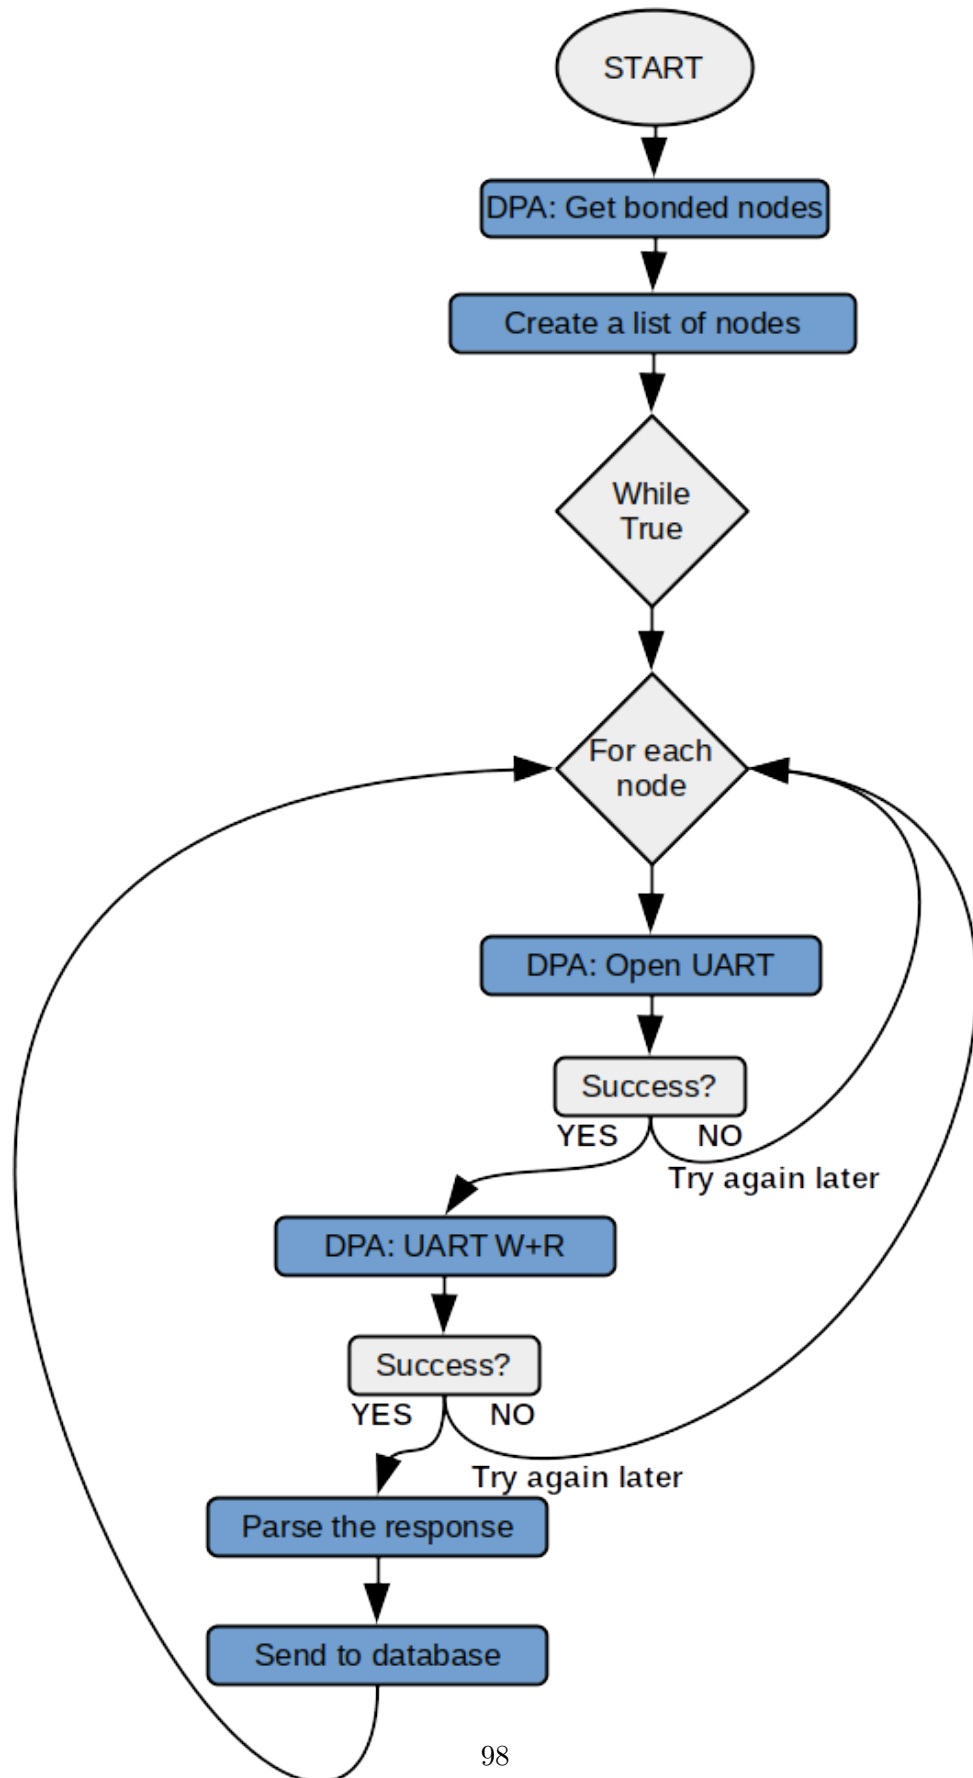 START
DPA: Get bonded nodes
Create a list of nodes
While
True
For each
node
DPA: Open UART
Success?
YES NO
Try again later
DPA: UART W+R
Success?
YES NO
Try again later
Parse the response
Send to database
98